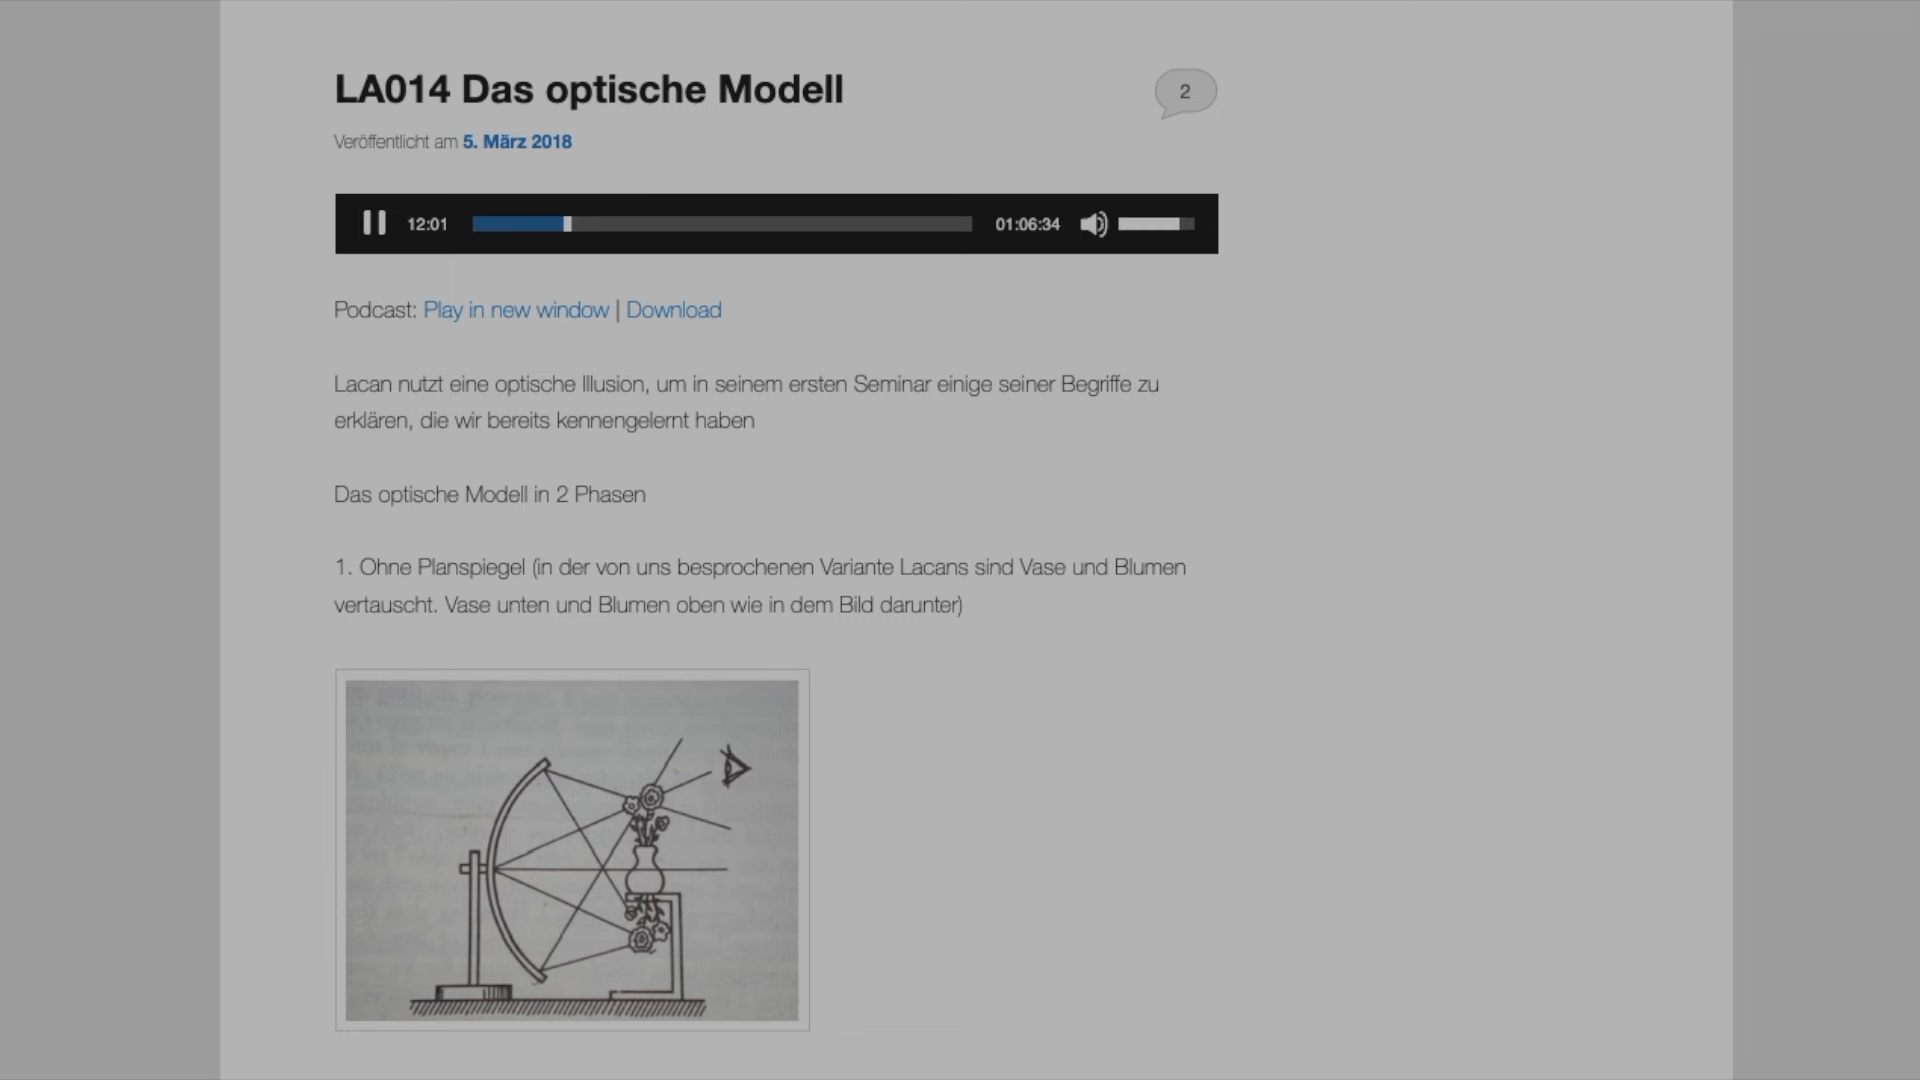 LA014 Das optische Modell
2
Veröffentlicht am 5. März 2018
12:01
01:06:34
Podcast: Play in new window | Download
Lacan nutzt eine optische Illusion, um in seinem ersten Seminar einige seiner Begriffe zu
erklären, die wir bereits kennengelernt haben
Das optische Modell in 2 Phasen
1. Ohne Planspiegel (in der von uns besprochenen Variante Lacans sind Vase und Blumen
vertauscht. Vase unten und Blumen oben wie in dem Bild darunter)